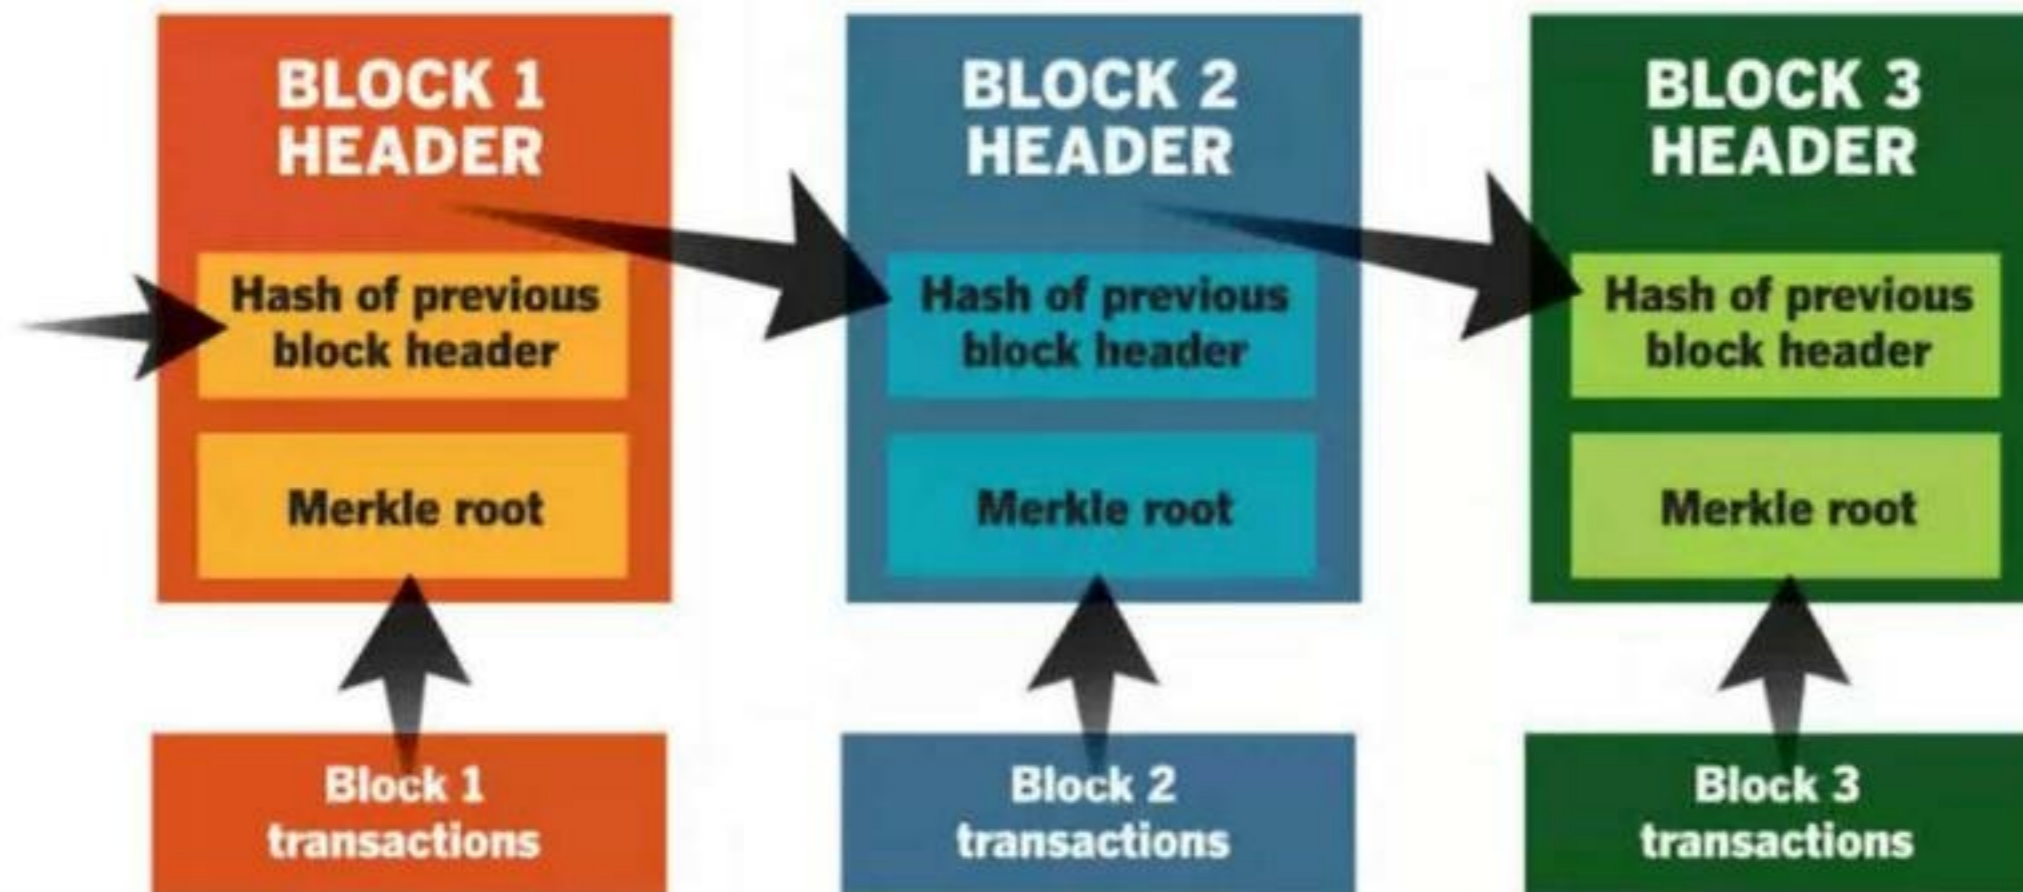 BLOCK 1
HEADER
Hash of previous
block header
Merkle root
Block 1
transactions
BLOCK 2
HEADER
Hash of previous
block header
Merkle root
Block 2
transactions
BLOCK 3
HEADER
Hash of previous
block header
Merkle root
Block 3
transactions